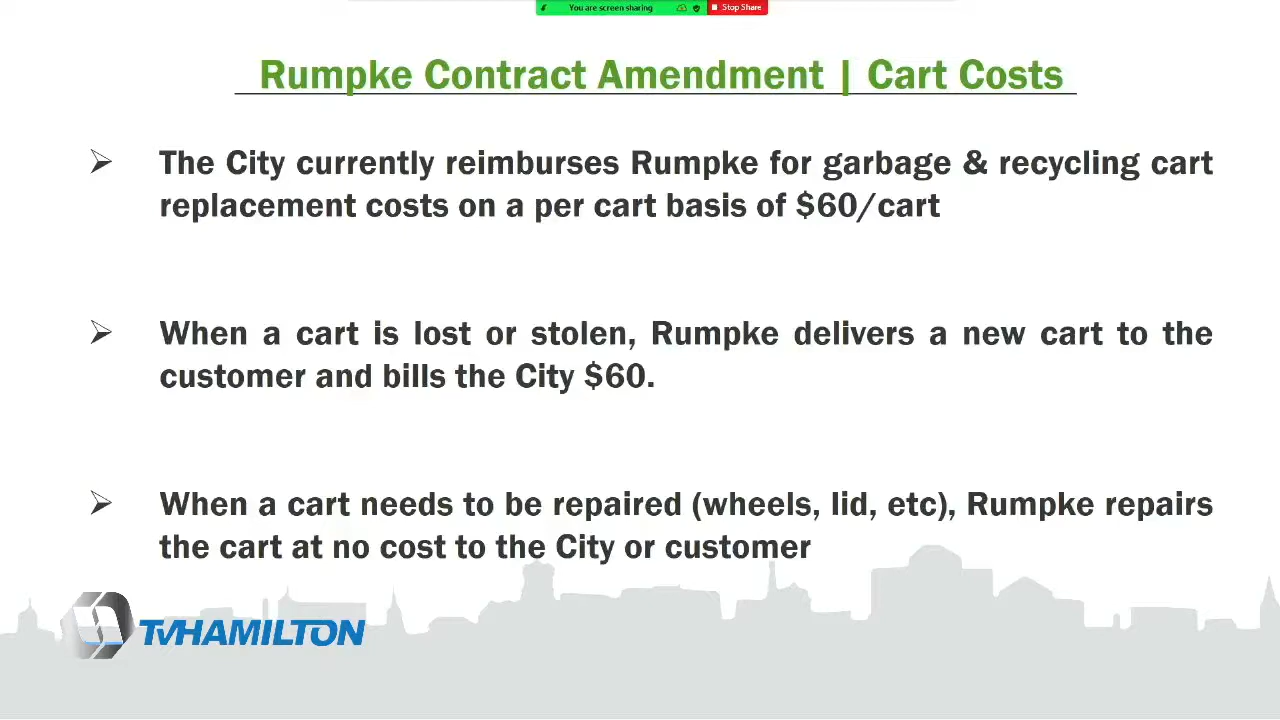 You are screen sharing
Stop Share
Rumpke Contract Amendment | Cart Costs
The City currently reimburses Rumpke for garbage & recycling cart
replacement costs on a per cart basis of $60/cart
When a cart is lost or stolen, Rumpke delivers a new cart to the
customer and bills the City $60.
When a cart needs to be repaired (wheels, lid, etc), Rumpke repairs
the cart at no cost to the City or customer
TVHAMILTON